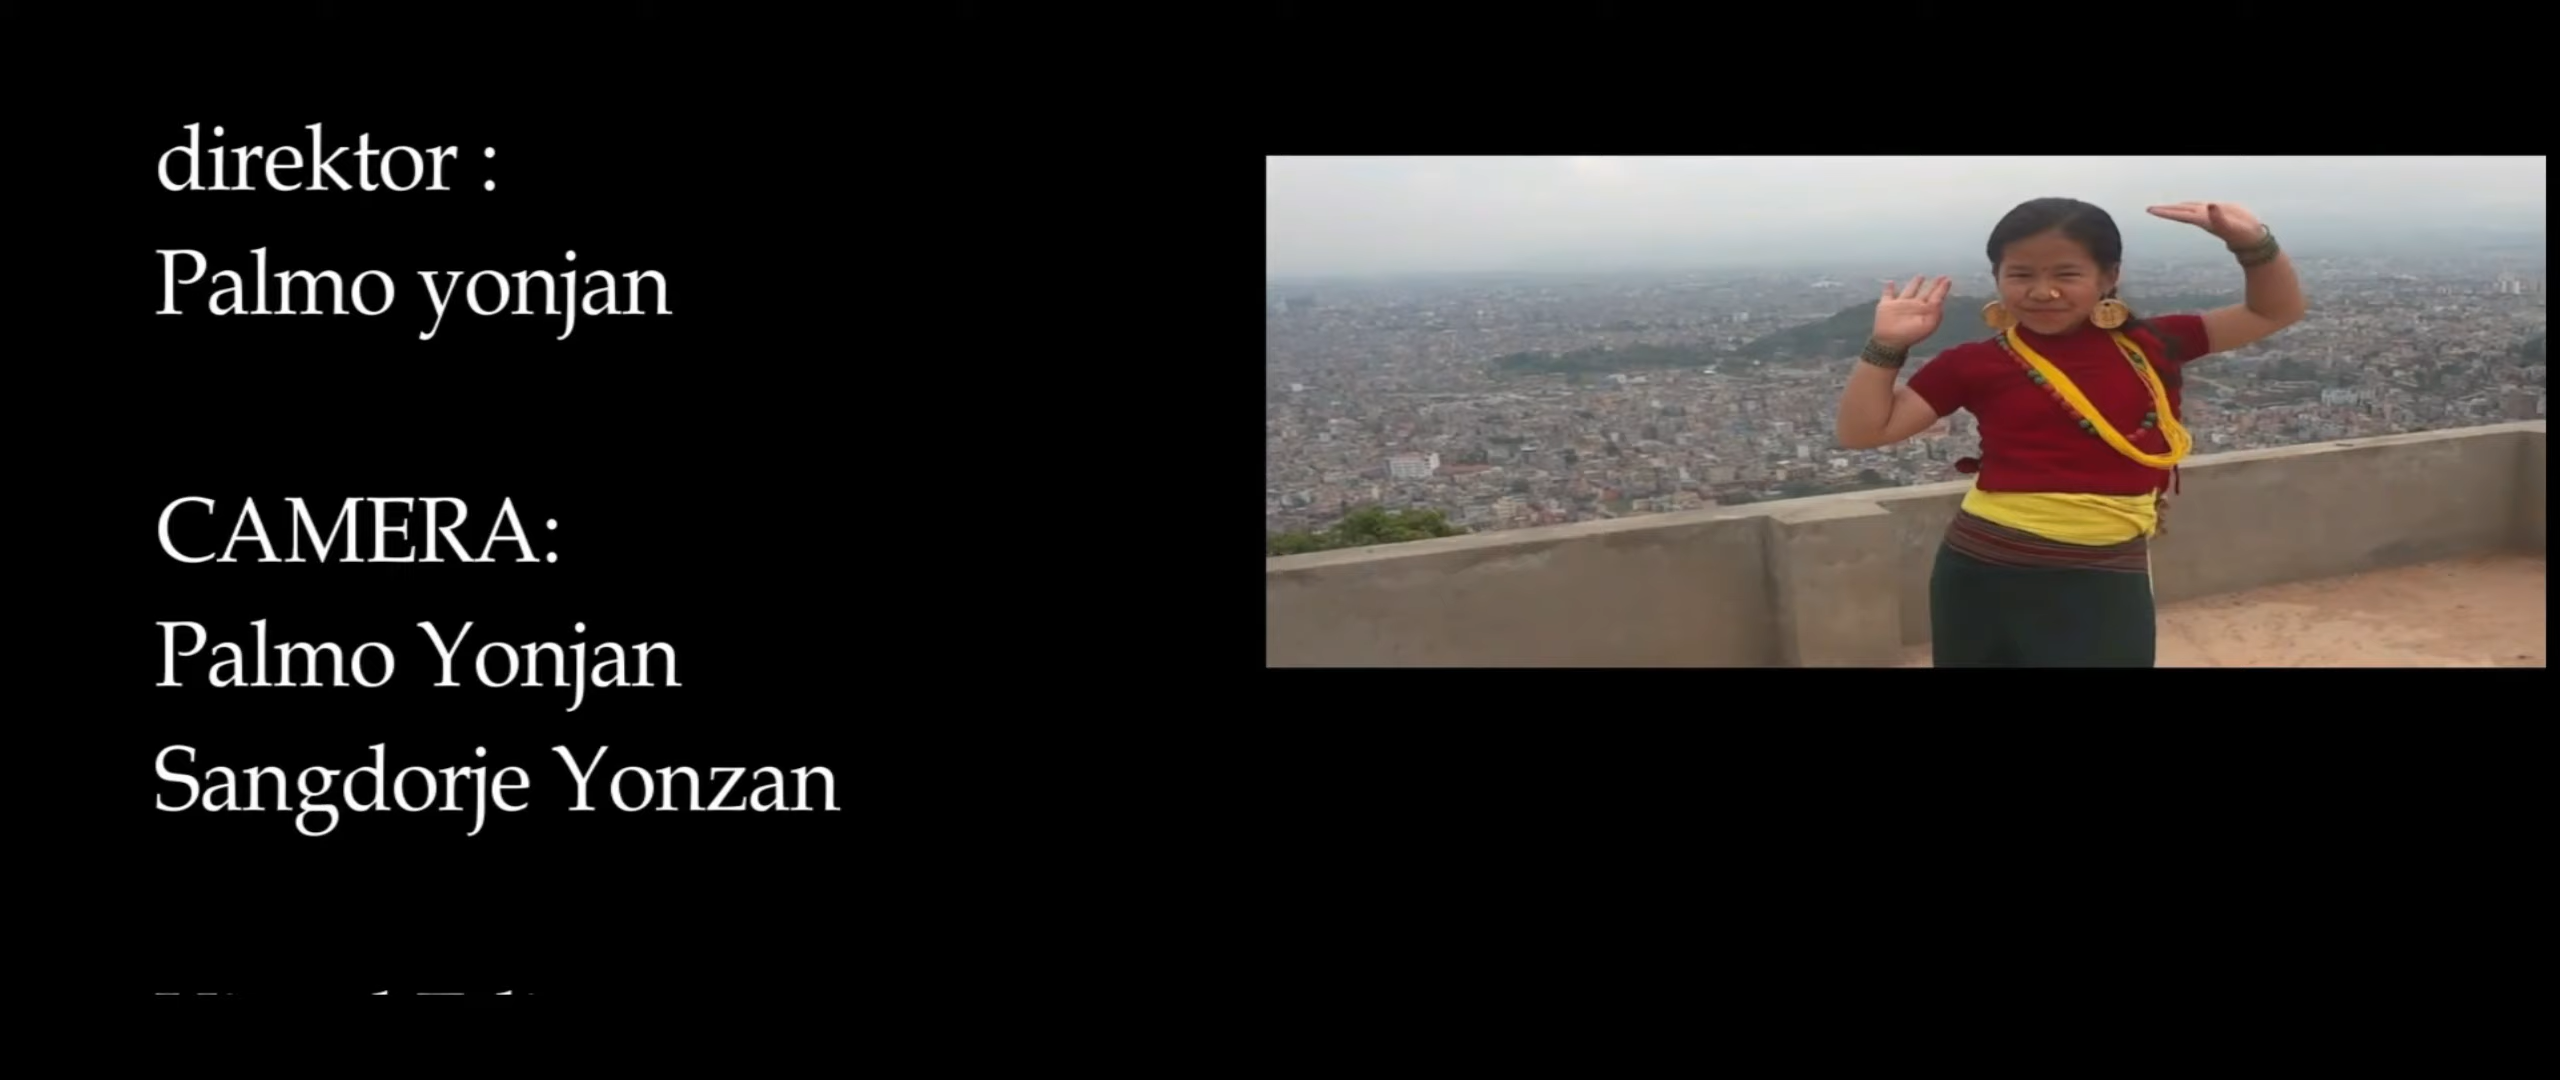 direktor :
Palmo yonjan
CAMERA:
Palmo Yonjan
Sangdorje Yonzan